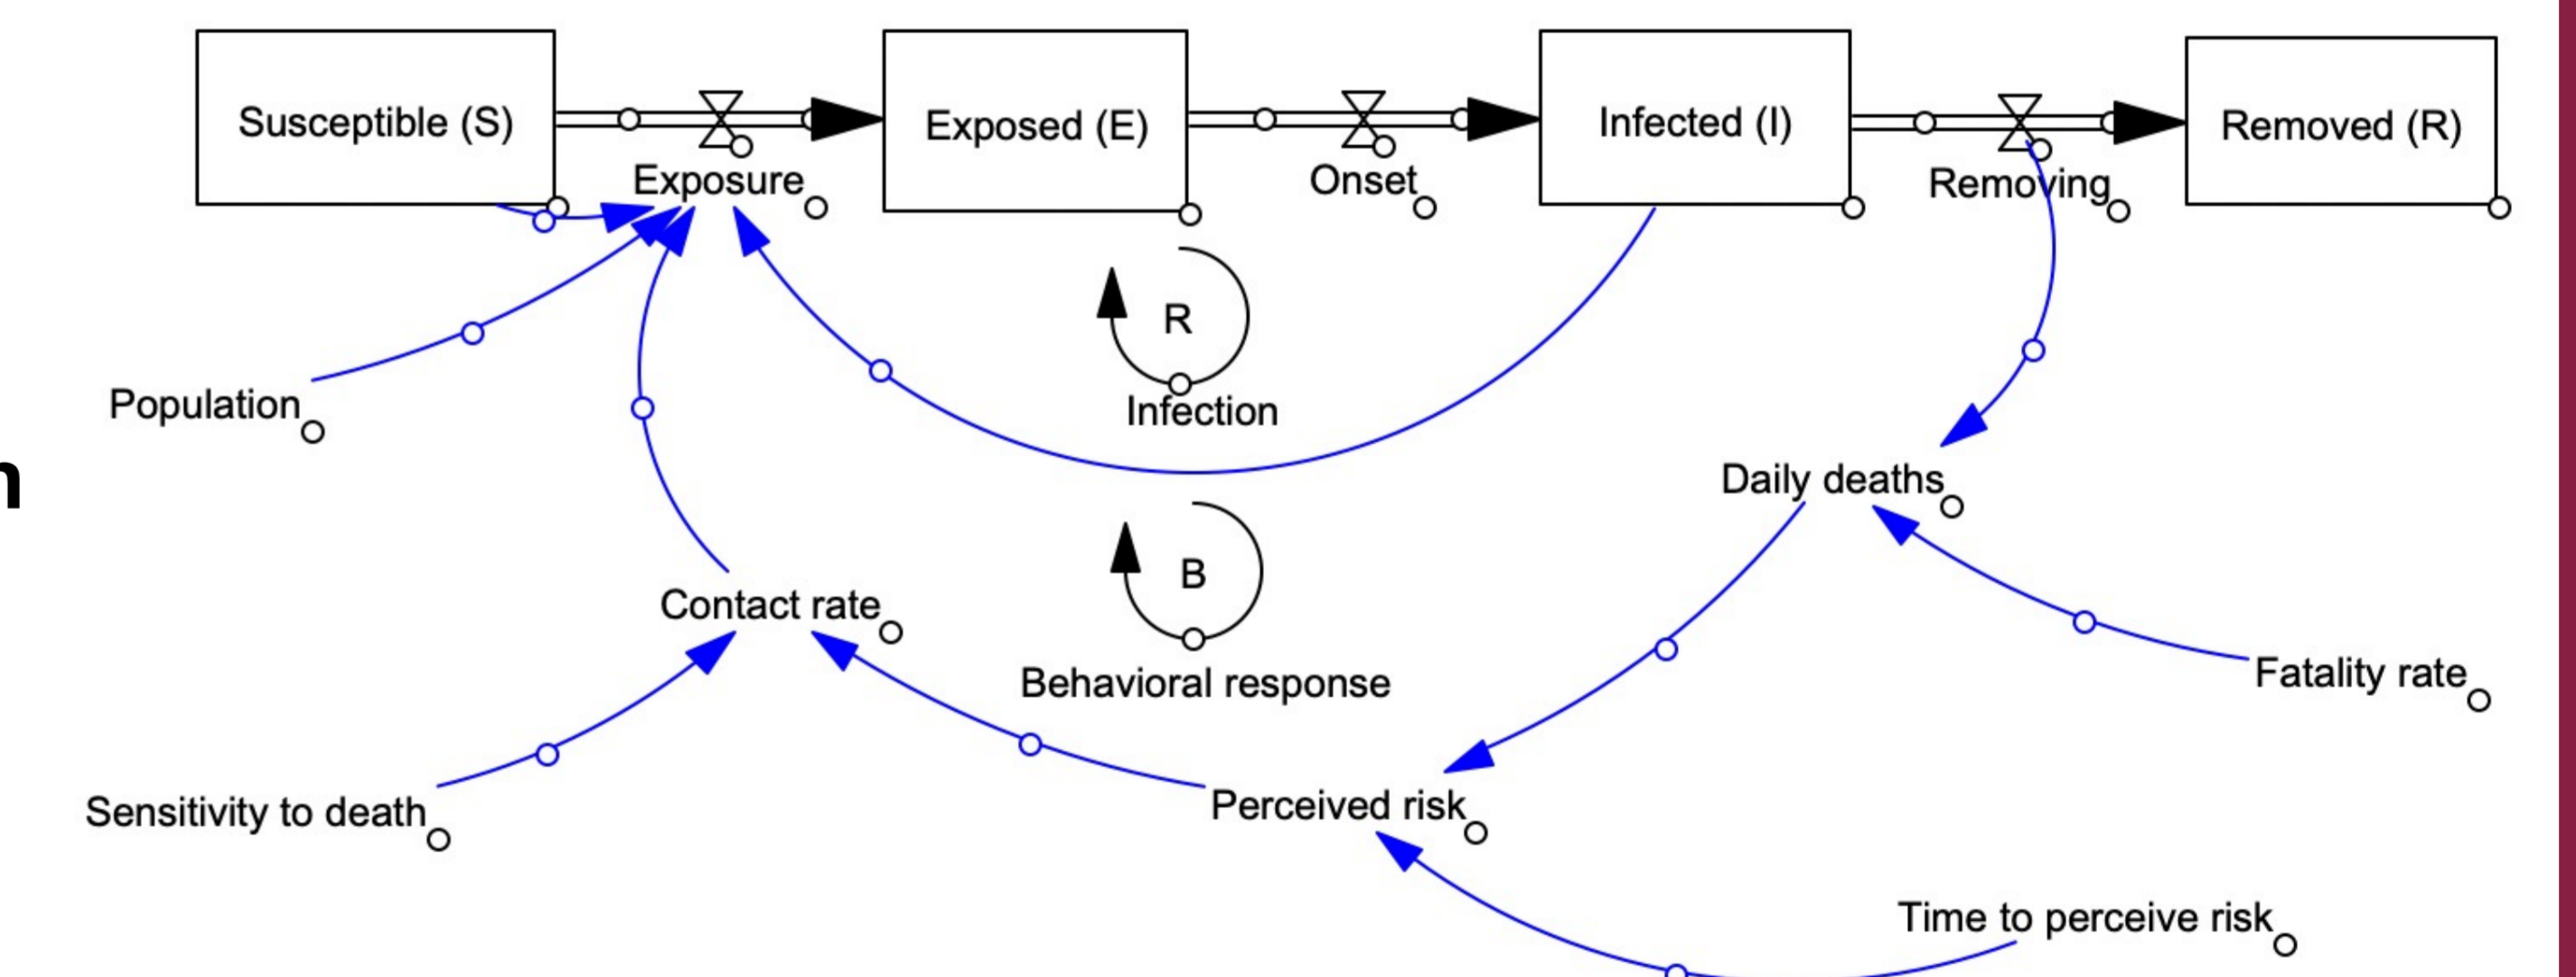 Susceptible (S)
Exposed (E)
Infected (I)
Removed (R)
Exposure
Onset
Removing
R
Infection
Population
Daily deaths
B
Contact rate
Behavioral response
Fatality rate
Sensitivity to death
Perceived risk
Time to perceive risk